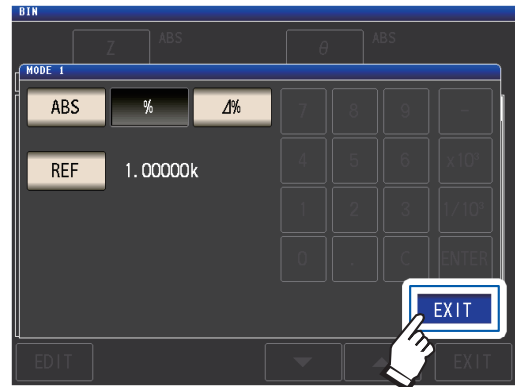 BIN
Z ABS θ ABS
MODE 1
ABS % Δ% 7 8 9 -
REF 1.00000k 4 5 6 x10³
1 2 3 1/10³
0 . C ENTER
EXIT
EDIT EXIT